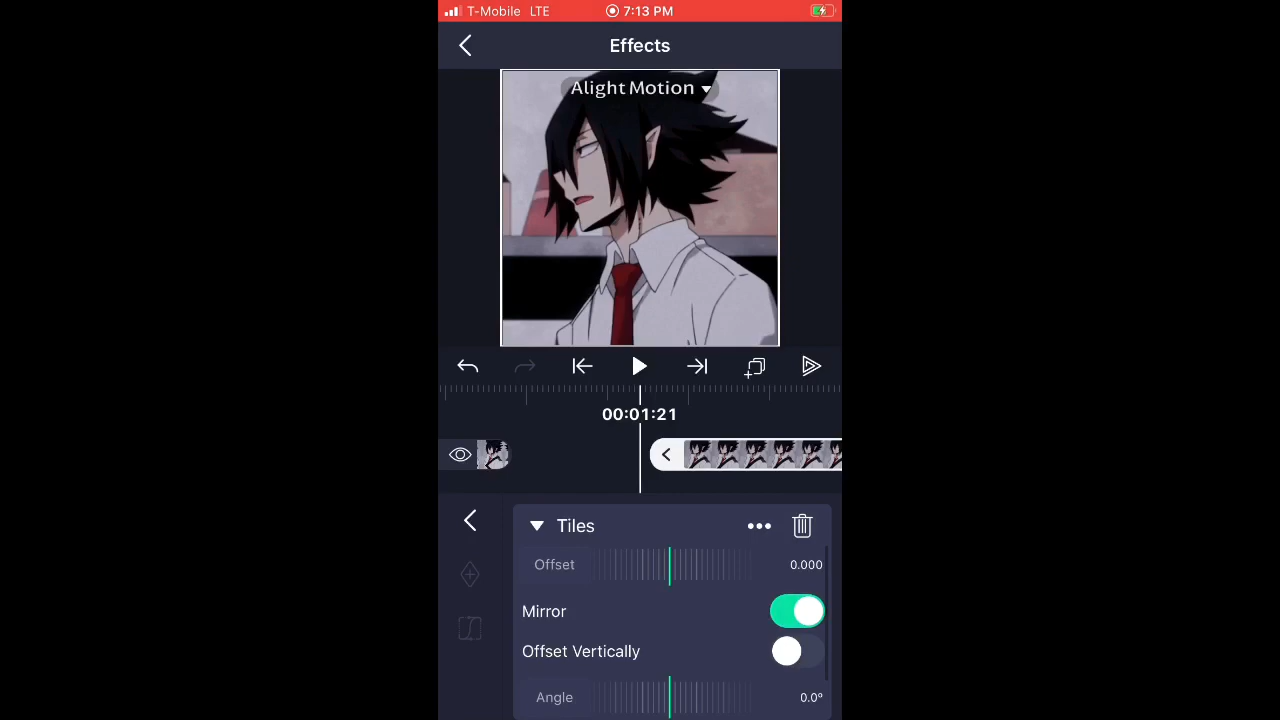 T-Mobile LTE 7:13 PM
Effects
Alight Motion
00:01:21
Tiles
Offset 0.000
Mirror
Offset Vertically
Angle 0.0°